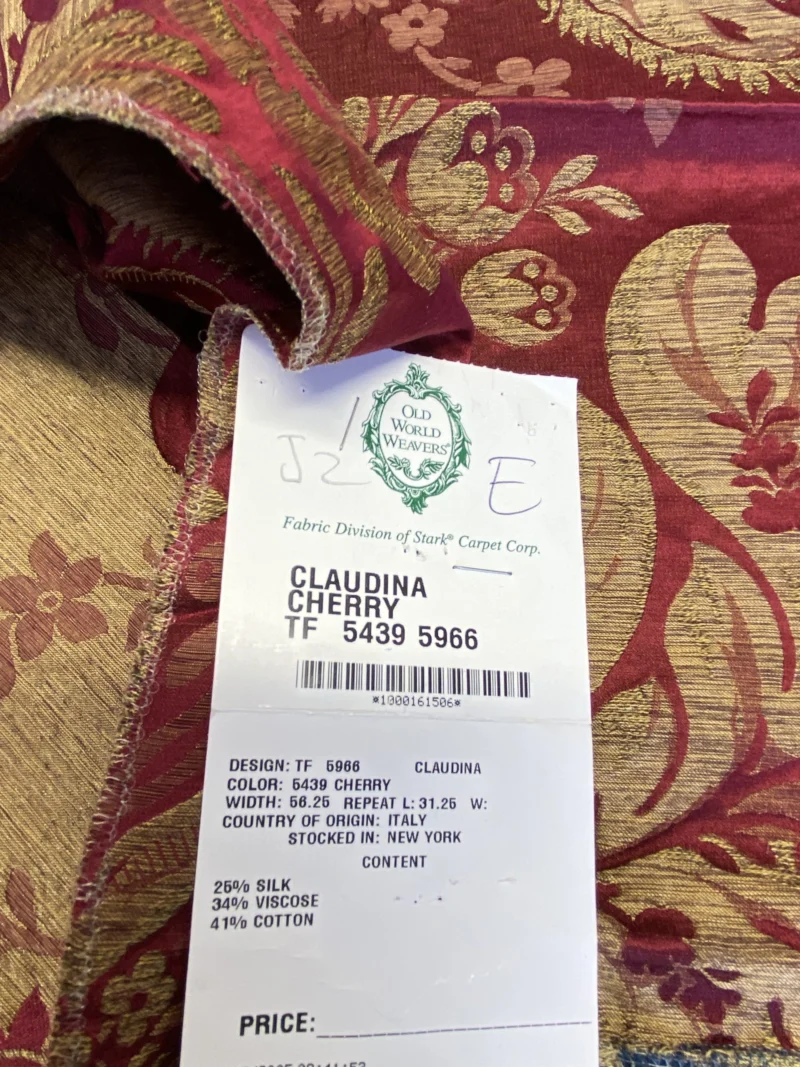 OLD
WORLD
WEAVERS®
J2
E
Fabric Division of Stark® Carpet Corp.
CLAUDINA
CHERRY
TF 5439 5966
*1000161506*
DESIGN: TF 5966 CLAUDINA
COLOR: 5439 CHERRY
WIDTH: 56.25 REPEAT L: 31.25 W:
COUNTRY OF ORIGIN: ITALY
STOCKED IN: NEW YORK
CONTENT
25% SILK
34% VISCOSE
41% COTTON
PRICE: